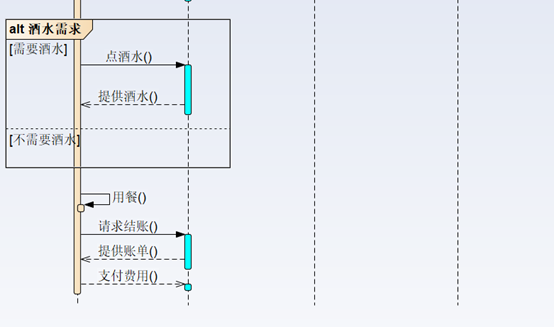 alt 酒水需求
[需要酒水]
点酒水()
提供酒水()
[不需要酒水]
用餐()
请求结账()
提供账单()
支付费用()